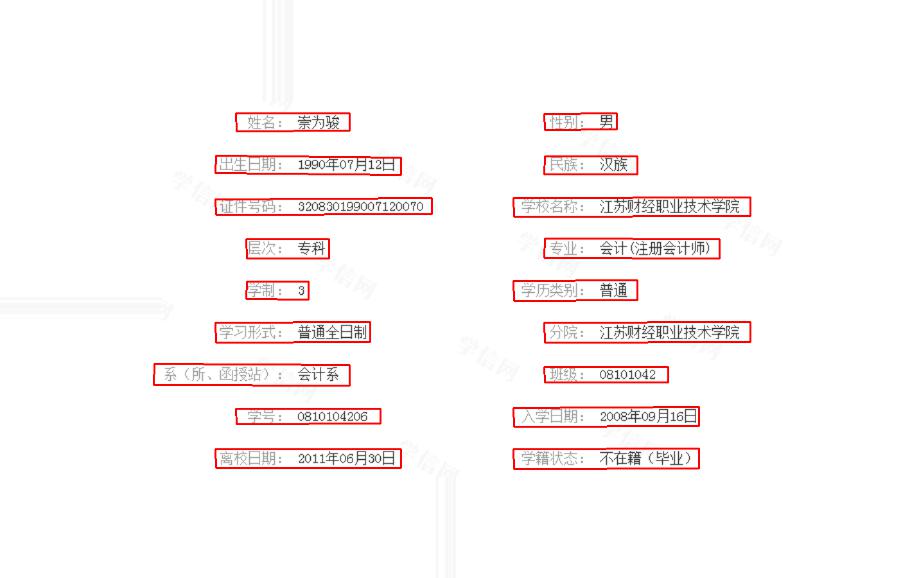 姓名： 崇为骏 性别： 男
出生日期： 1990年07月12日 民族： 汉族
证件号码： 320830199007120070 学校名称： 江苏财经职业技术学院
层次： 专科 专业： 会计(注册会计师)
学制： 3 学历类别： 普通
学习形式： 普通全日制 分院： 江苏财经职业技术学院
系（所、函授站）： 会计系 班级： 08101042
学号： 0810104206 入学日期： 2008年09月16日
离校日期： 2011年06月30日 学籍状态： 不在籍（毕业）